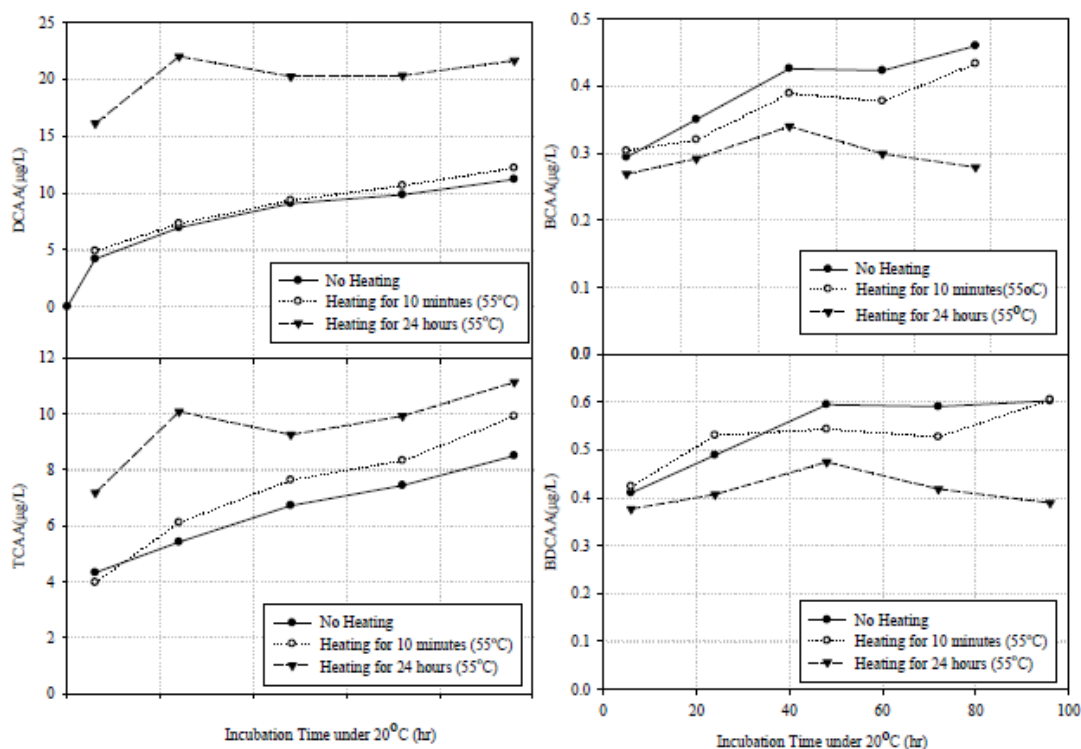 25
20
15
10
5
0
DCAA(µg/L)
No Heating
Heating for 10 mintues (55°C)
Heating for 24 hours (55°C)
12
10
8
6
4
2
0
TCAA(µg/L)
No Heating
Heating for 10 minutes (55°C)
Heating for 24 hours (55°C)
Incubation Time under 20°C (hr)
0.5
0.4
0.3
0.2
0.1
0.0
BCAA(µg/L)
No Heating
Heating for 10 minutes(55oC)
Heating for 24 hours (55°C)
0.7
0.6
0.5
0.4
0.3
0.2
0.1
0.0
BDCAA(µg/L)
No Heating
Heating for 10 minutes (55°C)
Heating for 24 hours (55°C)
0 20 40 60 80 100
Incubation Time under 20°C (hr)